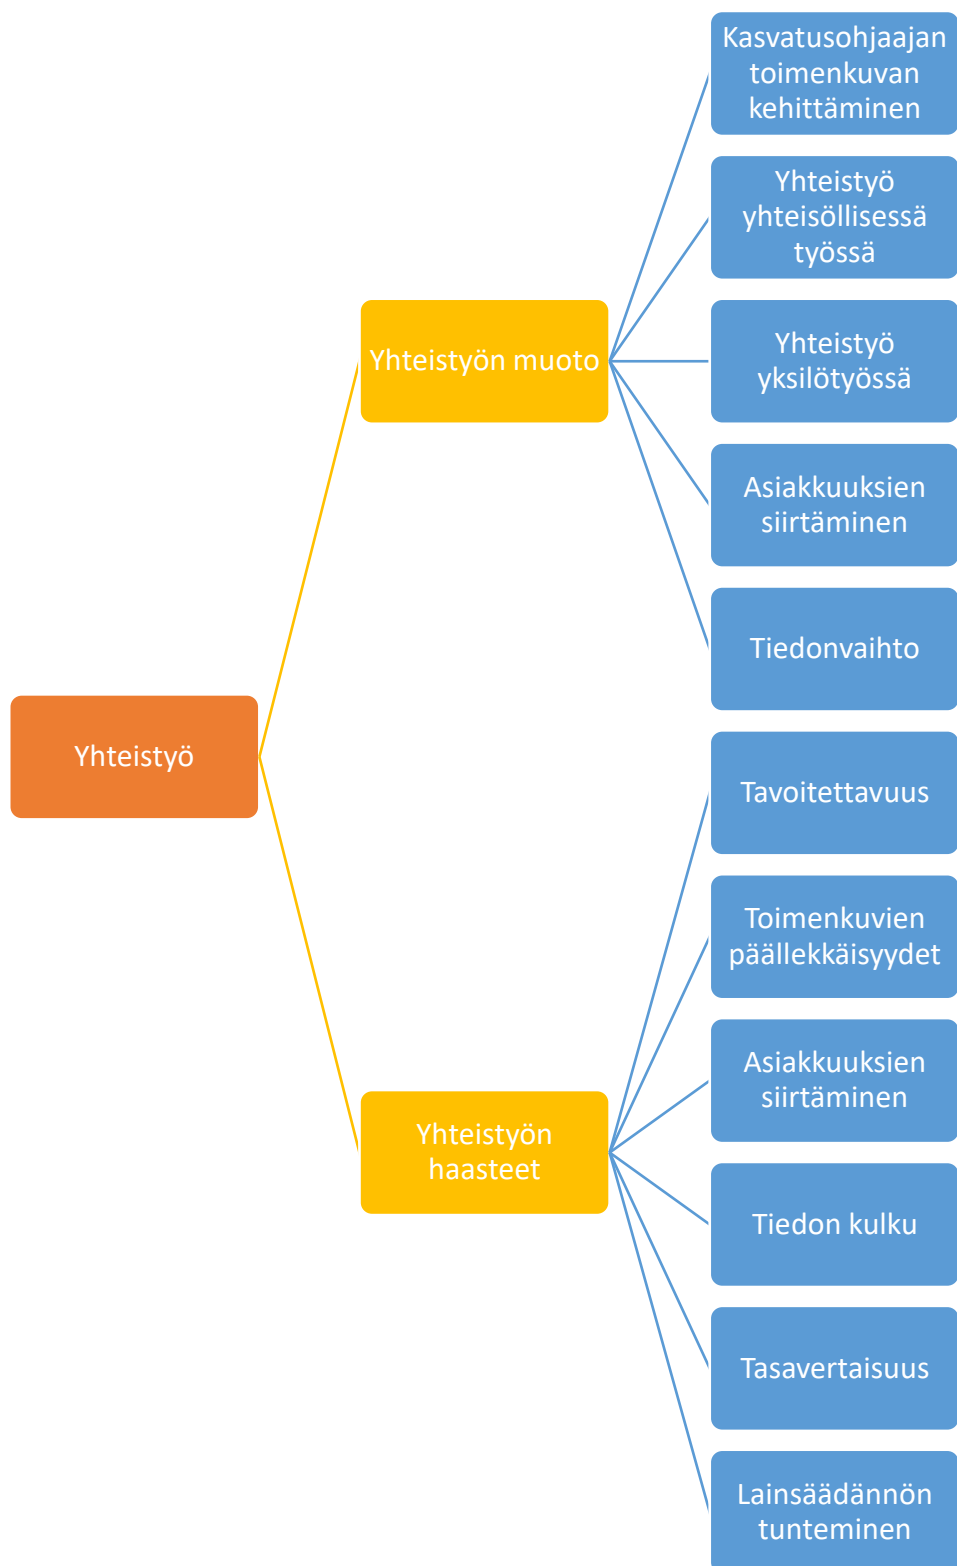 Kasvatusohjaajan
toimenkuvan
kehittäminen
Yhteistyö
yhteisöllisessä
työssä
Yhteistyön muoto
Yhteistyö
yksilötyössä
Asiakkuuksien
siirtäminen
Tiedonvaihto
Yhteistyö
Tavoitettavuus
Toimenkuvien
päällekkäisyydet
Asiakkuuksien
siirtäminen
Yhteistyön
haasteet
Tiedon kulku
Tasavertaisuus
Lainsäädännön
tunteminen